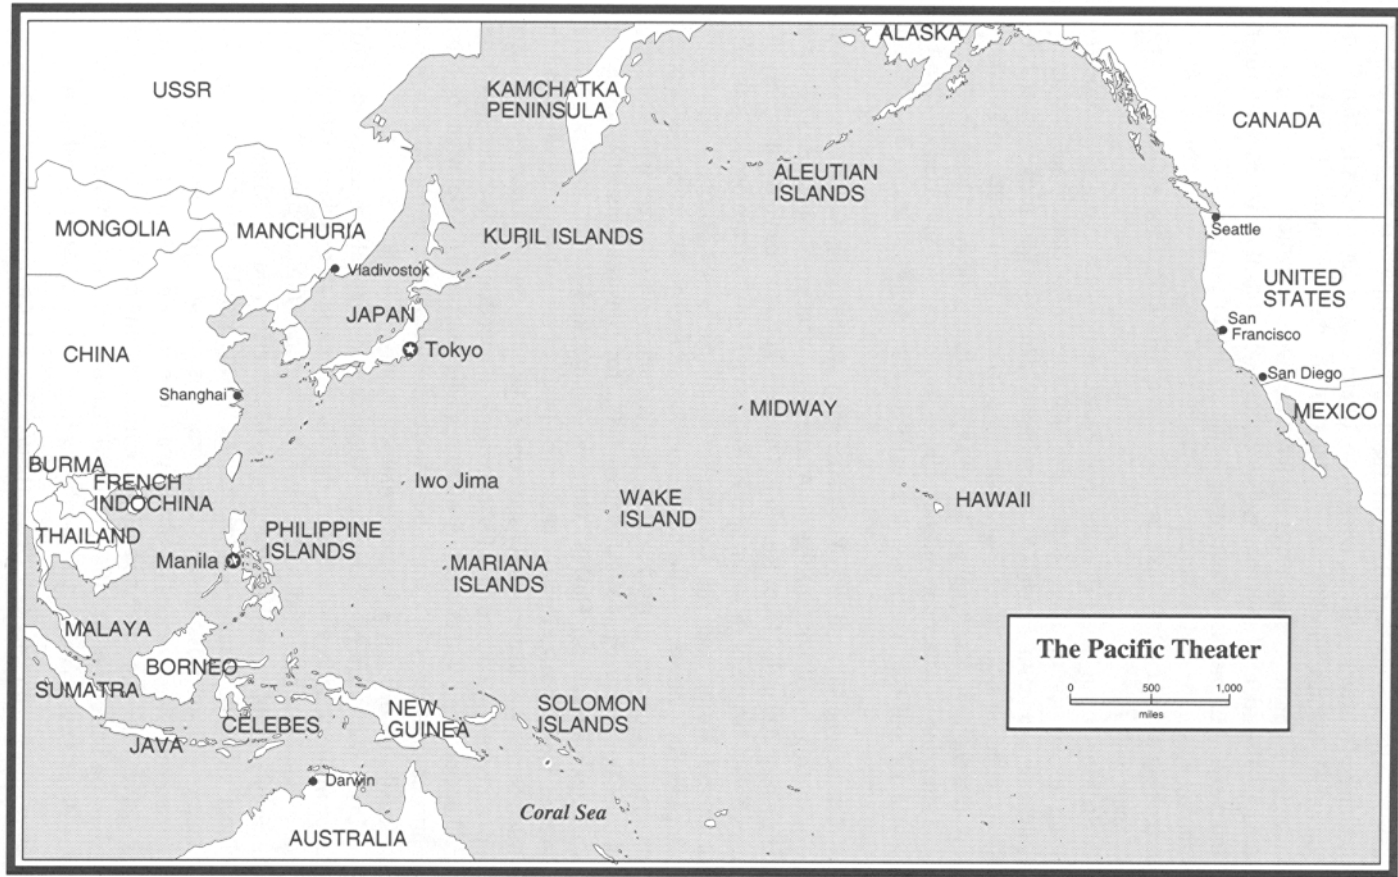 ALASKA
USSR
KAMCHATKA
PENINSULA
CANADA
ALEUTIAN
ISLANDS
MONGOLIA
MANCHURIA
KURIL ISLANDS
Seattle
Vladivostok
UNITED
STATES
JAPAN
San
Francisco
CHINA
Tokyo
San Diego
Shanghai
MIDWAY
MEXICO
BURMA
FRENCH
INDOCHINA
Iwo Jima
WAKE
ISLAND
HAWAII
THAILAND
PHILIPPINE
ISLANDS
Manila
MARIANA
ISLANDS
MALAYA
The Pacific Theater
BORNEO
SUMATRA
0 500 1,000
miles
NEW
GUINEA
SOLOMON
ISLANDS
CELEBES
JAVA
Darwin
Coral Sea
AUSTRALIA